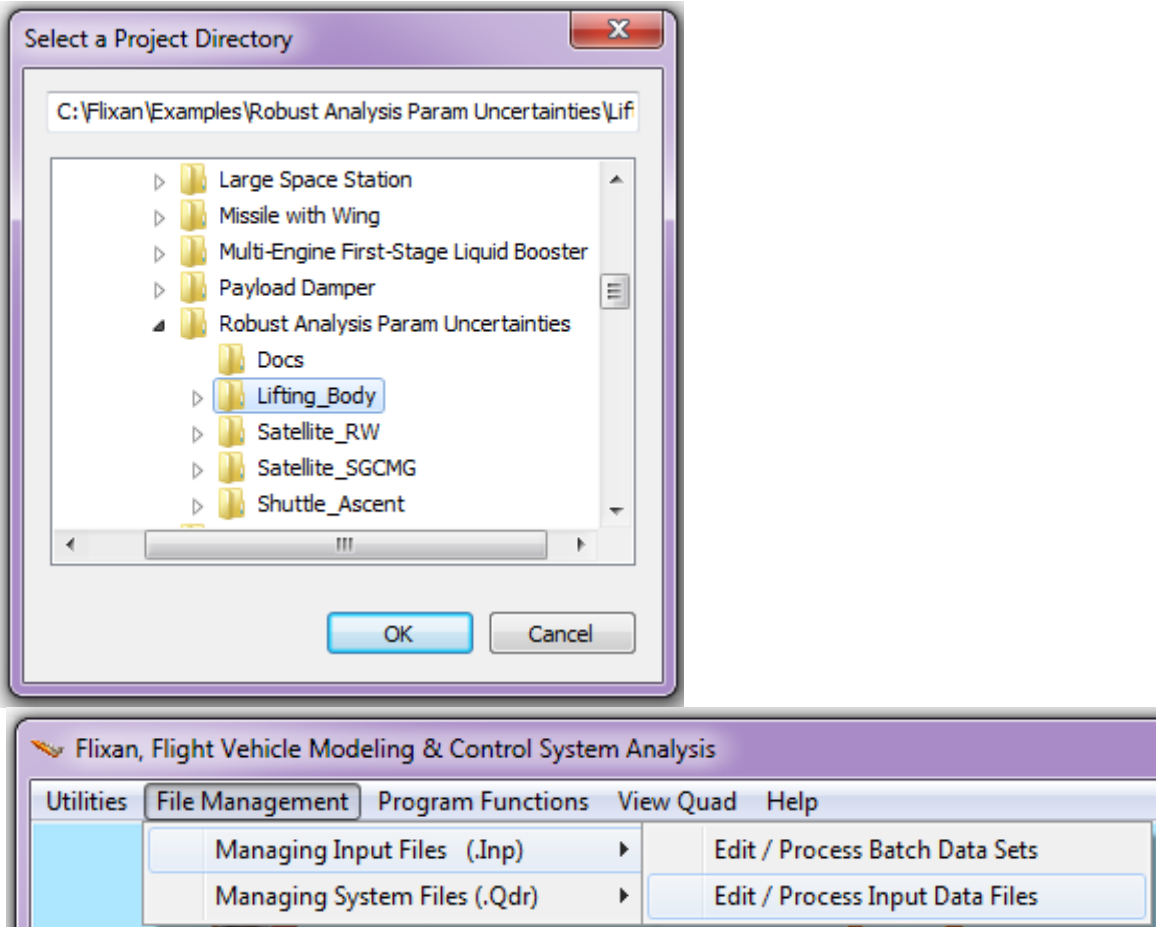 Select a Project Directory
C:\Flixan\Examples\Robust Analysis Param Uncertainties\Lif
Large Space Station
Missile with Wing
Multi-Engine First-Stage Liquid Booster
Payload Damper
Robust Analysis Param Uncertainties
Docs
Lifting_Body
Satellite_RW
Satellite_SGCMG
Shuttle_Ascent
OK Cancel
Flixan, Flight Vehicle Modeling & Control System Analysis
Utilities File Management Program Functions View Quad Help
Managing Input Files (.Inp) Edit / Process Batch Data Sets
Managing System Files (.Qdr) Edit / Process Input Data Files